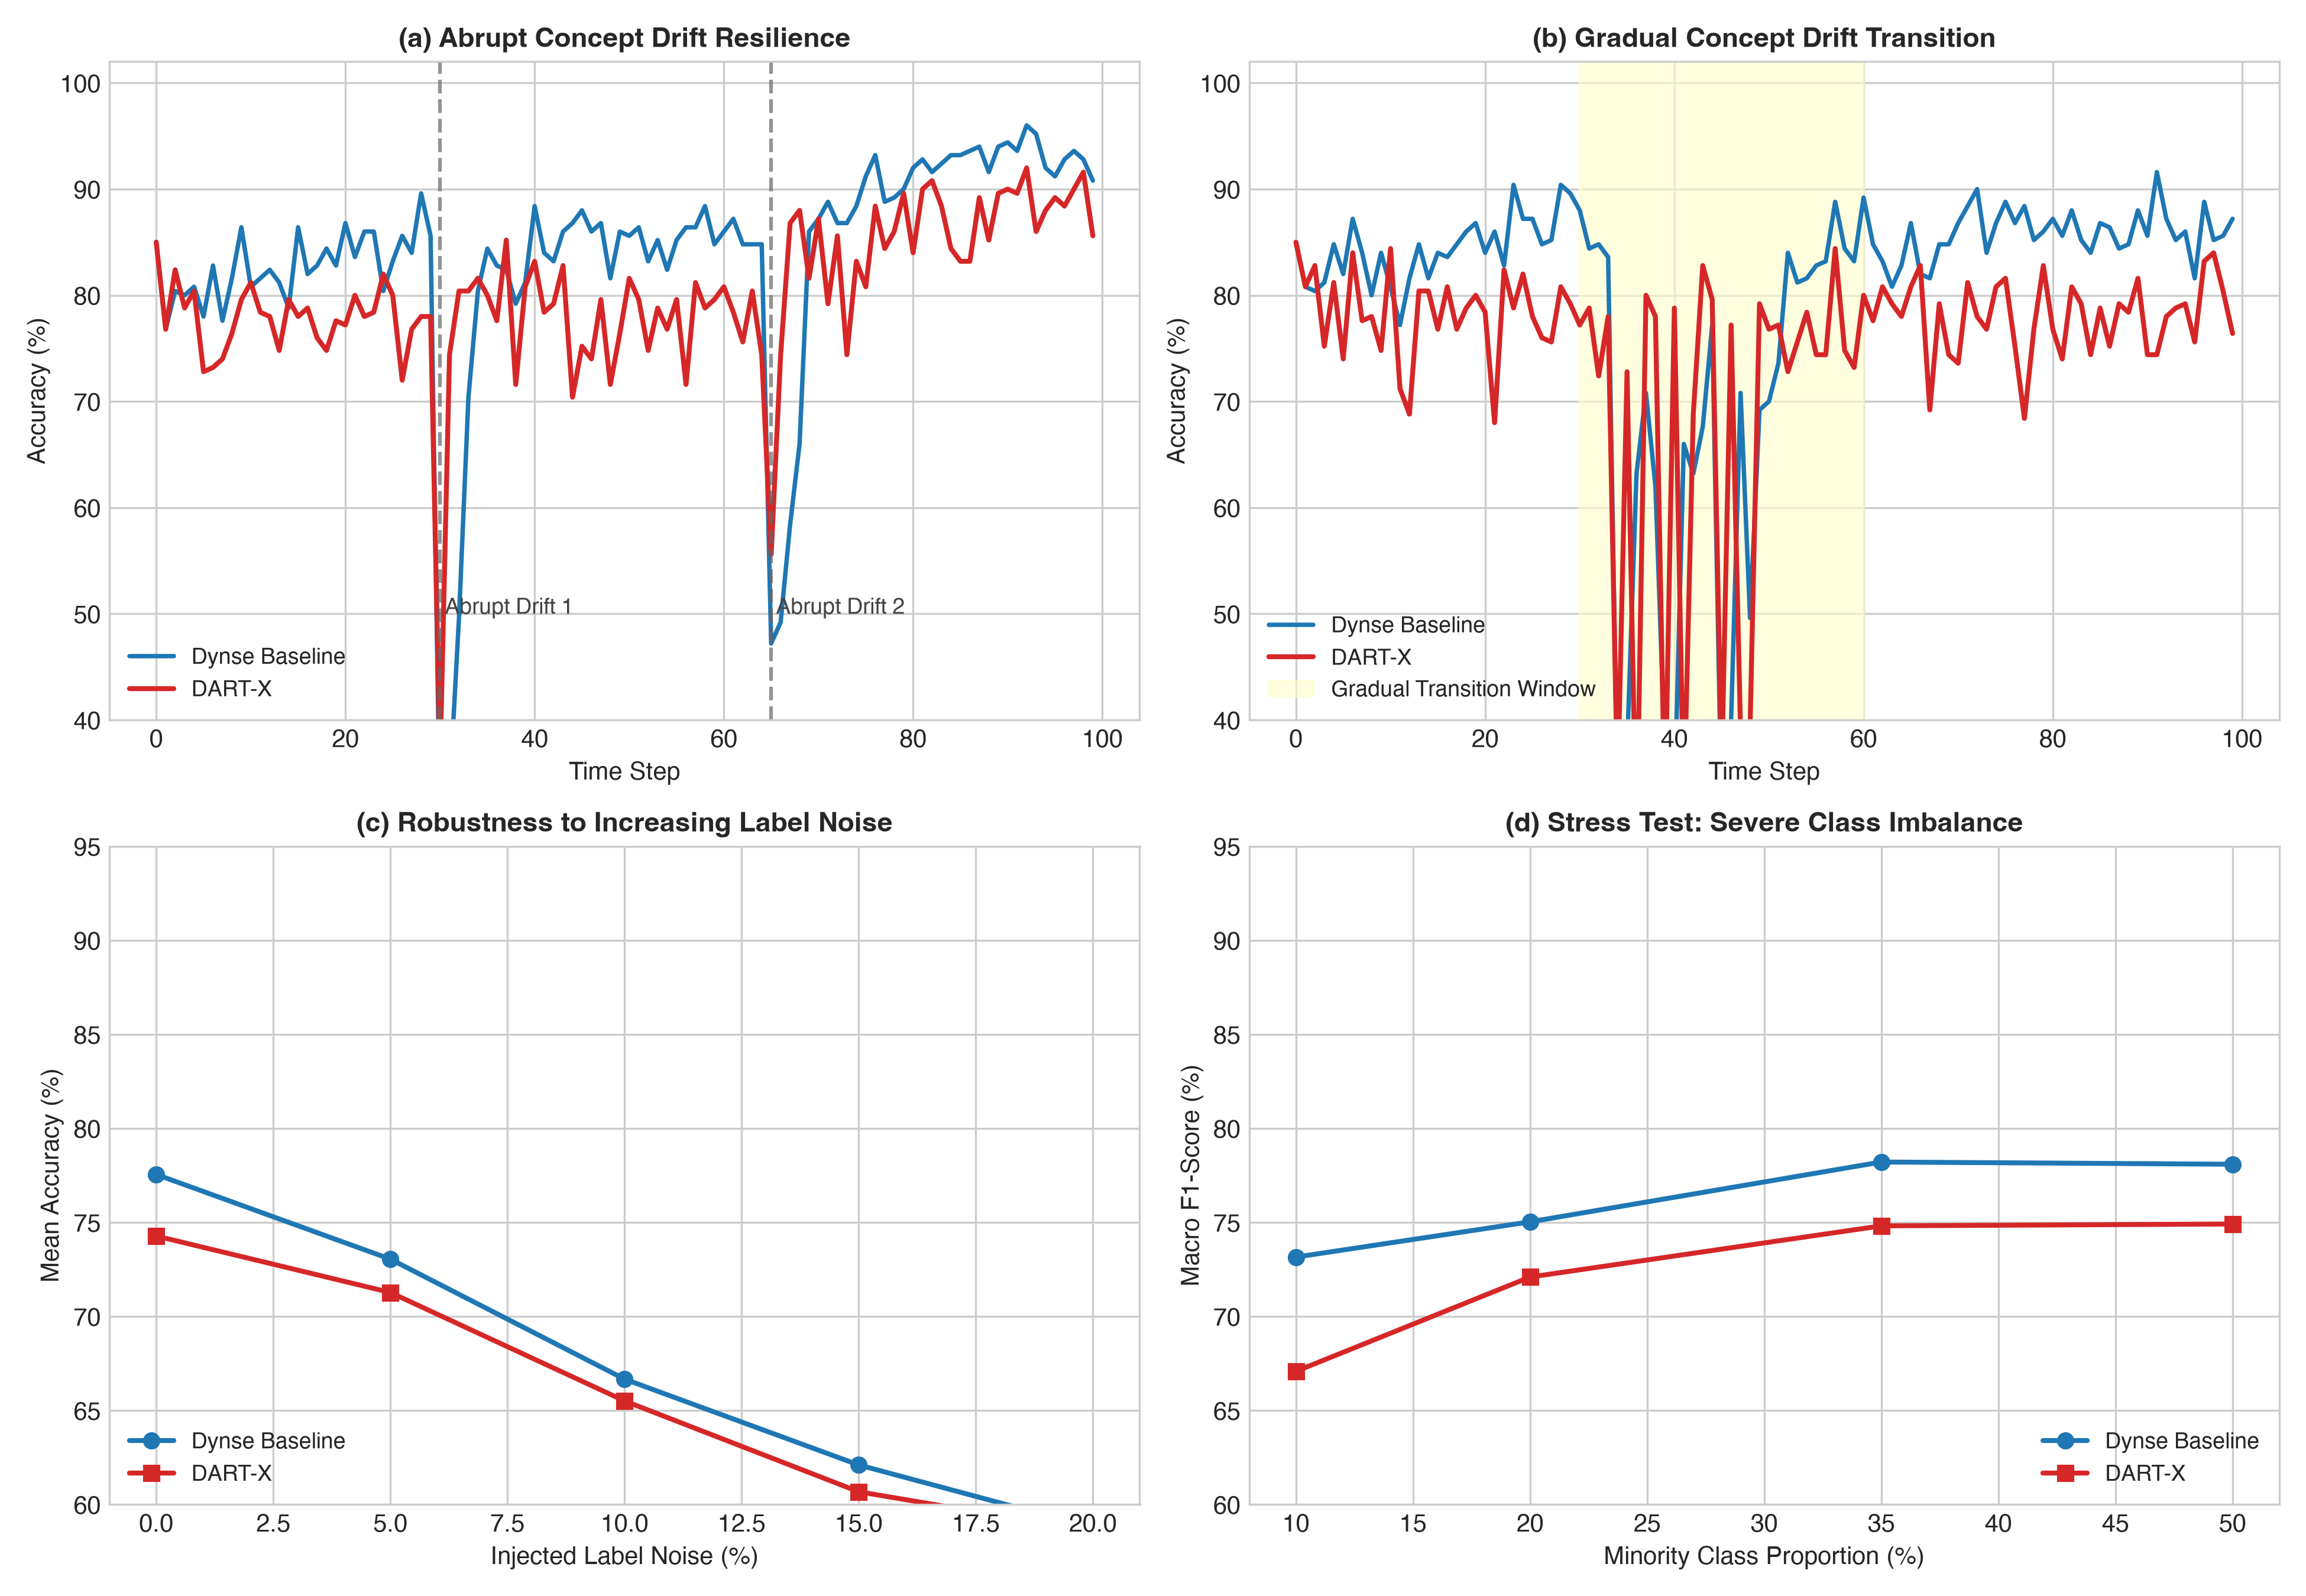 (a) Abrupt Concept Drift Resilience
100
90
80
70
60
50
40
Accuracy (%)
Abrupt Drift 1
Abrupt Drift 2
Dynse Baseline
DART-X
0 20 40 60 80 100
Time Step
(b) Gradual Concept Drift Transition
100
90
80
70
60
50
40
Accuracy (%)
Dynse Baseline
DART-X
Gradual Transition Window
0 20 40 60 80 100
Time Step
(c) Robustness to Increasing Label Noise
95
90
85
80
75
70
65
60
Mean Accuracy (%)
Dynse Baseline
DART-X
0.0 2.5 5.0 7.5 10.0 12.5 15.0 17.5 20.0
Injected Label Noise (%)
(d) Stress Test: Severe Class Imbalance
95
90
85
80
75
70
65
60
Macro F1-Score (%)
Dynse Baseline
DART-X
10 15 20 25 30 35 40 45 50
Minority Class Proportion (%)